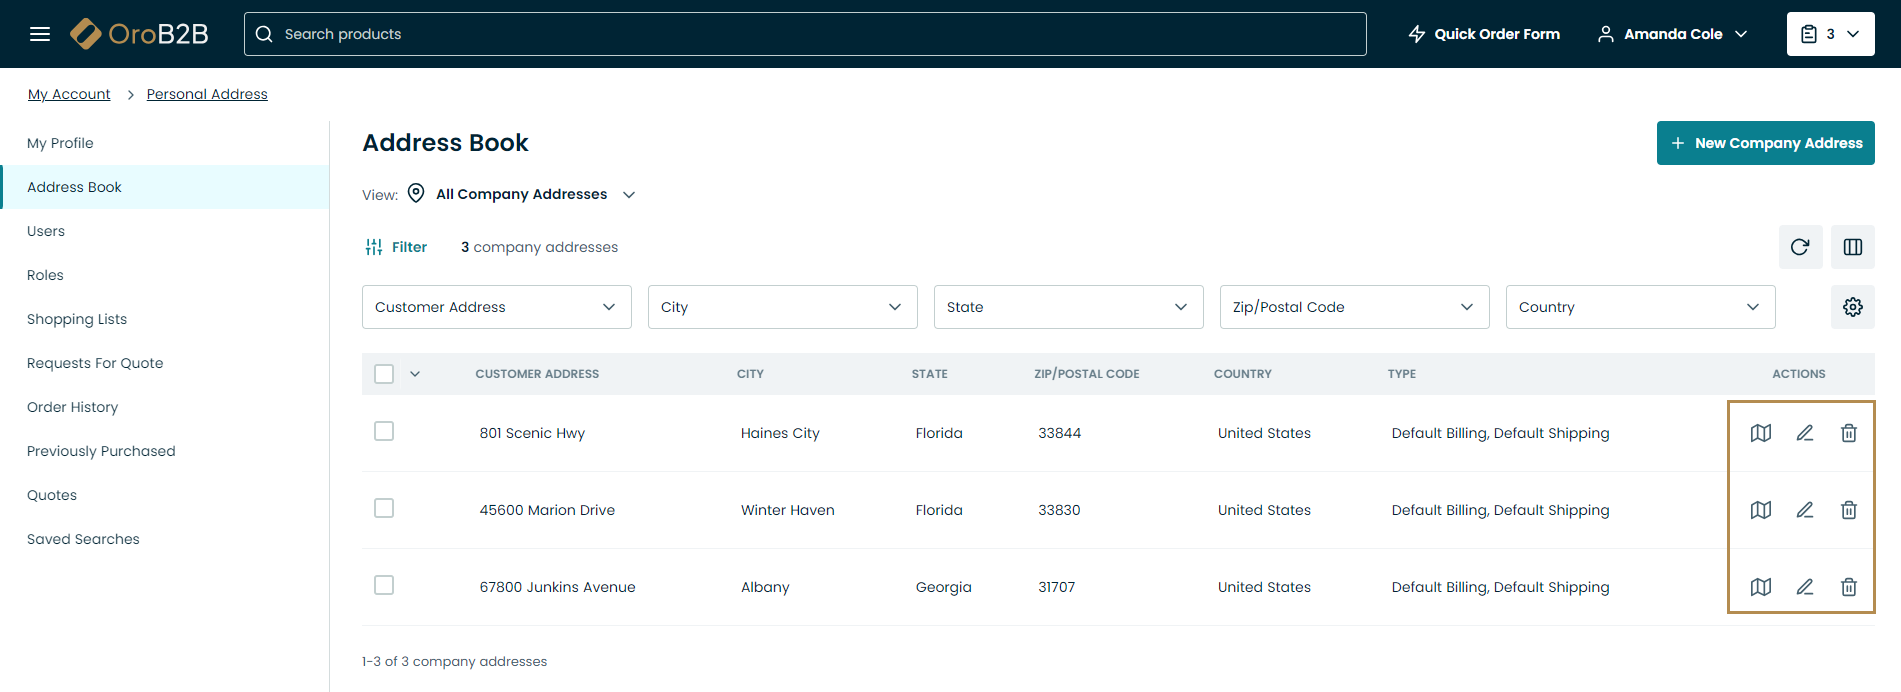 OroB2B
Search products
Quick Order Form
Amanda Cole
3
My Account
Personal Address
My Profile
Address Book
Users
Roles
Shopping Lists
Requests For Quote
Order History
Previously Purchased
Quotes
Saved Searches
Address Book
New Company Address
View: All Company Addresses
Filter 3 company addresses
Customer Address City State Zip/Postal Code Country
CUSTOMER ADDRESS CITY STATE ZIP/POSTAL CODE COUNTRY TYPE ACTIONS
801 Scenic Hwy Haines City Florida 33844 United States Default Billing, Default Shipping
45600 Marion Drive Winter Haven Florida 33830 United States Default Billing, Default Shipping
67800 Junkins Avenue Albany Georgia 31707 United States Default Billing, Default Shipping
1-3 of 3 company addresses